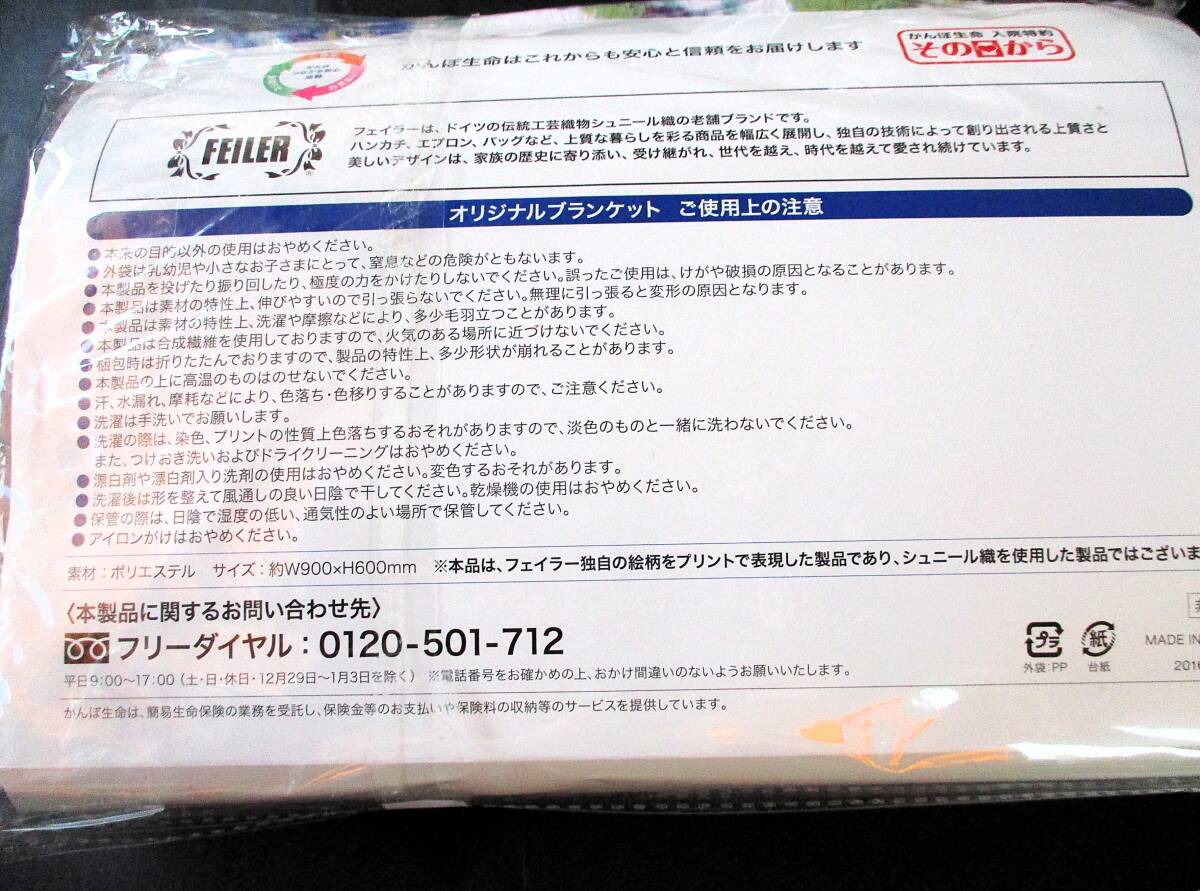 かんぽ生命はこれからも安心と信頼をお届けします
かんぽ生命 入院特約
その日から
FEILER
フェイラーは、ドイツの伝統工芸織物シュニール織の老舗ブランドです。
ハンカチ、エプロン、バッグなど、上質な暮らしを彩る商品を幅広く展開し、独自の技術によって創り出される上質さと
美しいデザインは、家族の歴史に寄り添い、受け継がれ、世代を越え、時代を越えて愛され続けています。
オリジナルブランケット ご使用上の注意
●本来の目的以外の使用はおやめください。
●外袋は乳幼児や小さなお子さまにとって、窒息などの危険がともないます。
●本製品を投げたり振り回したり、極度の力をかけたりしないでください。誤ったご使用は、けがや破損の原因となることがあります。
●本製品は素材の特性上、伸びやすいので引っ張らないでください。無理に引っ張ると変形の原因となります。
●本製品は素材の特性上、洗濯や摩擦などにより、多少毛羽立つことがあります。
●本製品は合成繊維を使用しておりますので、火気のある場所に近づけないでください。
●梱包時は折りたたんでおりますので、製品の特性上、多少形状が崩れることがあります。
●本製品の上に高温のものはのせないでください。
●汗、水漏れ、摩耗などにより、色落ち・色移りすることがありますので、ご注意ください。
●洗濯は手洗いでお願いします。
●洗濯の際は、染色、プリントの性質上色落ちするおそれがありますので、淡色のものと一緒に洗わないでください。
また、つけおき洗いおよびドライクリーニングはおやめください。
●漂白剤や漂白剤入り洗剤の使用はおやめください。変色するおそれがあります。
●洗濯後は形を整えて風通しの良い日陰で干してください。乾燥機の使用はおやめください。
●保管の際は、日陰で湿度の低い、通気性のよい場所で保管してください。
●アイロンがけはおやめください。
素材：ポリエステル サイズ：約W900×H600mm ※本品は、フェイラー独自の絵柄をプリントで表現した製品であり、シュニール織を使用した製品ではございま
〈本製品に関するお問い合わせ先〉
フリーダイヤル：0120-501-712
平日9:00〜17:00（土・日・休日・12月29日〜1月3日を除く） ※電話番号をお確かめの上、おかけ間違いのないようお願いいたします。
プラ
外袋：PP
紙
台紙
MADE IN
2016
かんぽ生命は、簡易生命保険の業務を受託し、保険金等のお支払いや保険料の収納等のサービスを提供しています。